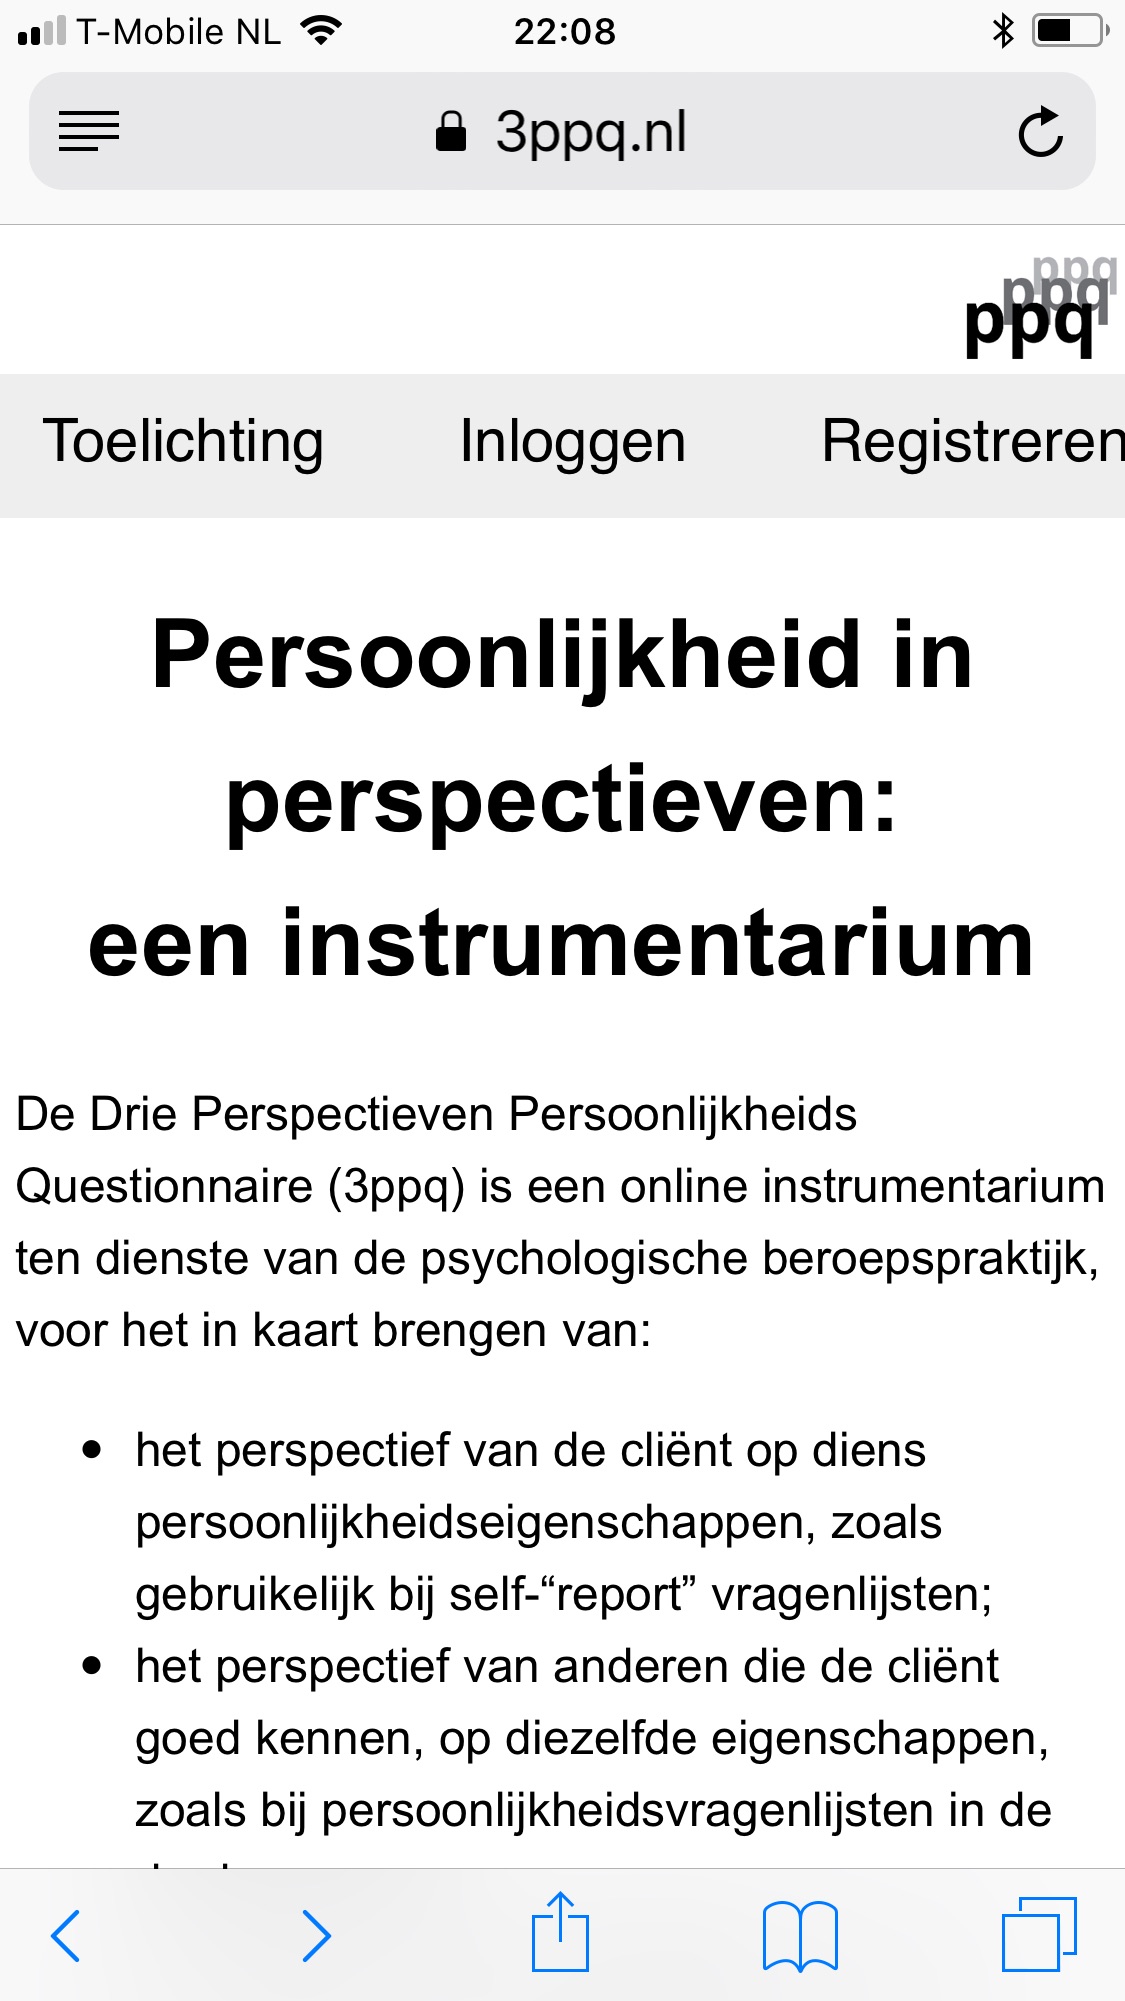 T-Mobile NL 22:08
3ppq.nl
ppq
ppq
ppq
Toelichting Inloggen Registreren
Persoonlijkheid in
perspectieven:
een instrumentarium
De Drie Perspectieven Persoonlijkheids
Questionnaire (3ppq) is een online instrumentarium
ten dienste van de psychologische beroepspraktijk,
voor het in kaart brengen van:
• het perspectief van de cliënt op diens
persoonlijkheidseigenschappen, zoals
gebruikelijk bij self-“report” vragenlijsten;
• het perspectief van anderen die de cliënt
goed kennen, op diezelfde eigenschappen,
zoals bij persoonlijkheidsvragenlijsten in de